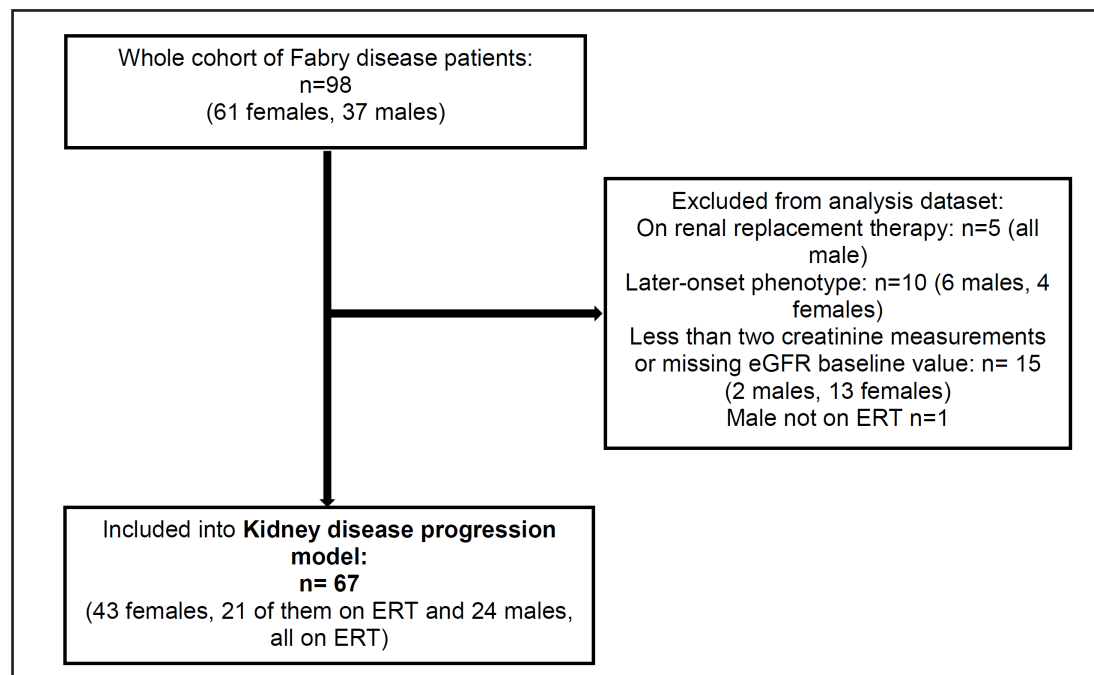 Whole cohort of Fabry disease patients:
n=98
(61 females, 37 males)
Excluded from analysis dataset:
On renal replacement therapy: n=5 (all
male)
Later-onset phenotype: n=10 (6 males, 4
females)
Less than two creatinine measurements
or missing eGFR baseline value: n= 15
(2 males, 13 females)
Male not on ERT n=1
Included into Kidney disease progression
model:
n= 67
(43 females, 21 of them on ERT and 24 males,
all on ERT)